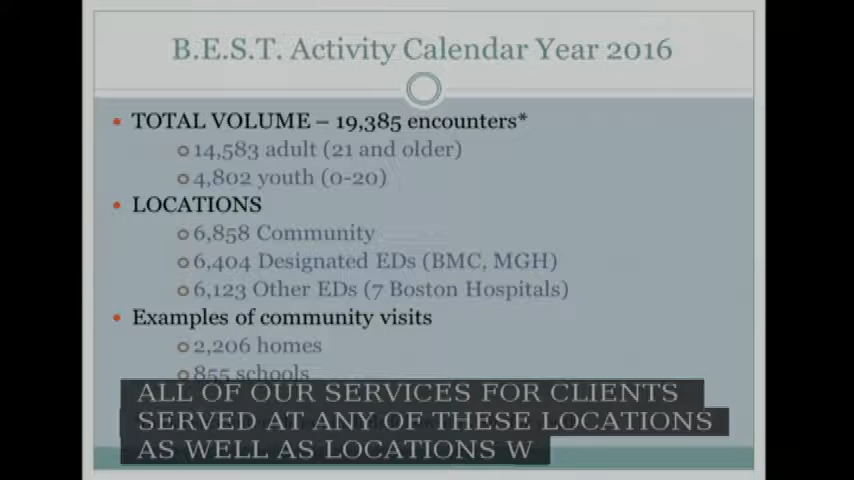 B.E.S.T. Activity Calendar Year 2016
• TOTAL VOLUME – 19,385 encounters*
14,583 adult (21 and older)
4,802 youth (0-20)
• LOCATIONS
6,858 Community
6,404 Designated EDs (BMC, MGH)
6,123 Other EDs (7 Boston Hospitals)
• Examples of community visits
2,206 homes
855 schools
ALL OF OUR SERVICES FOR CLIENTS
SERVED AT ANY OF THESE LOCATIONS
AS WELL AS LOCATIONS W